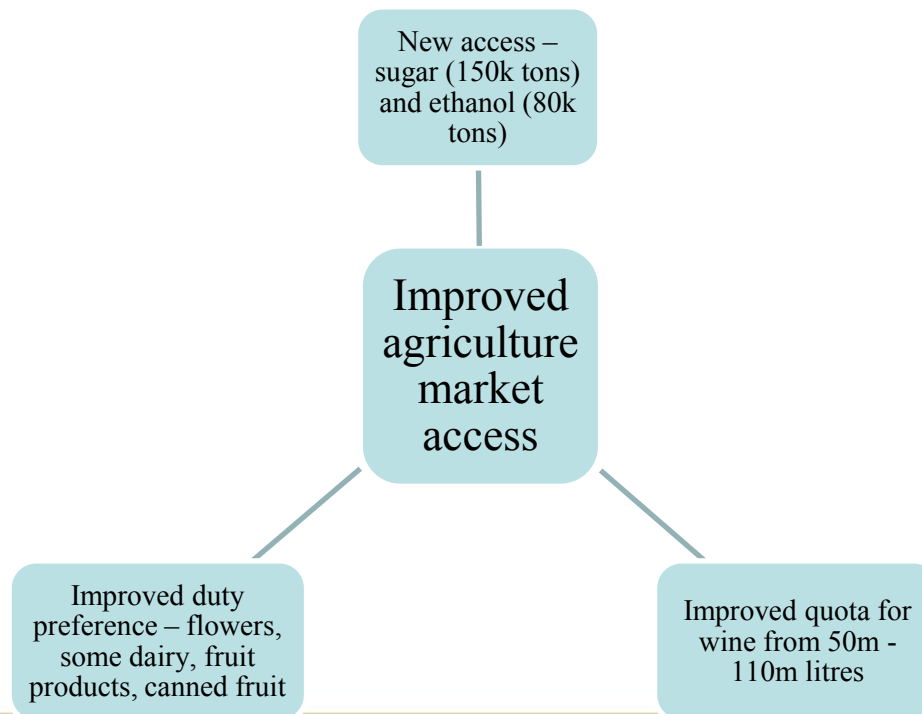 New access –
sugar (150k tons)
and ethanol (80k
tons)
Improved
agriculture
market
access
Improved duty
preference – flowers,
some dairy, fruit
products, canned fruit
Improved quota for
wine from 50m -
110m litres